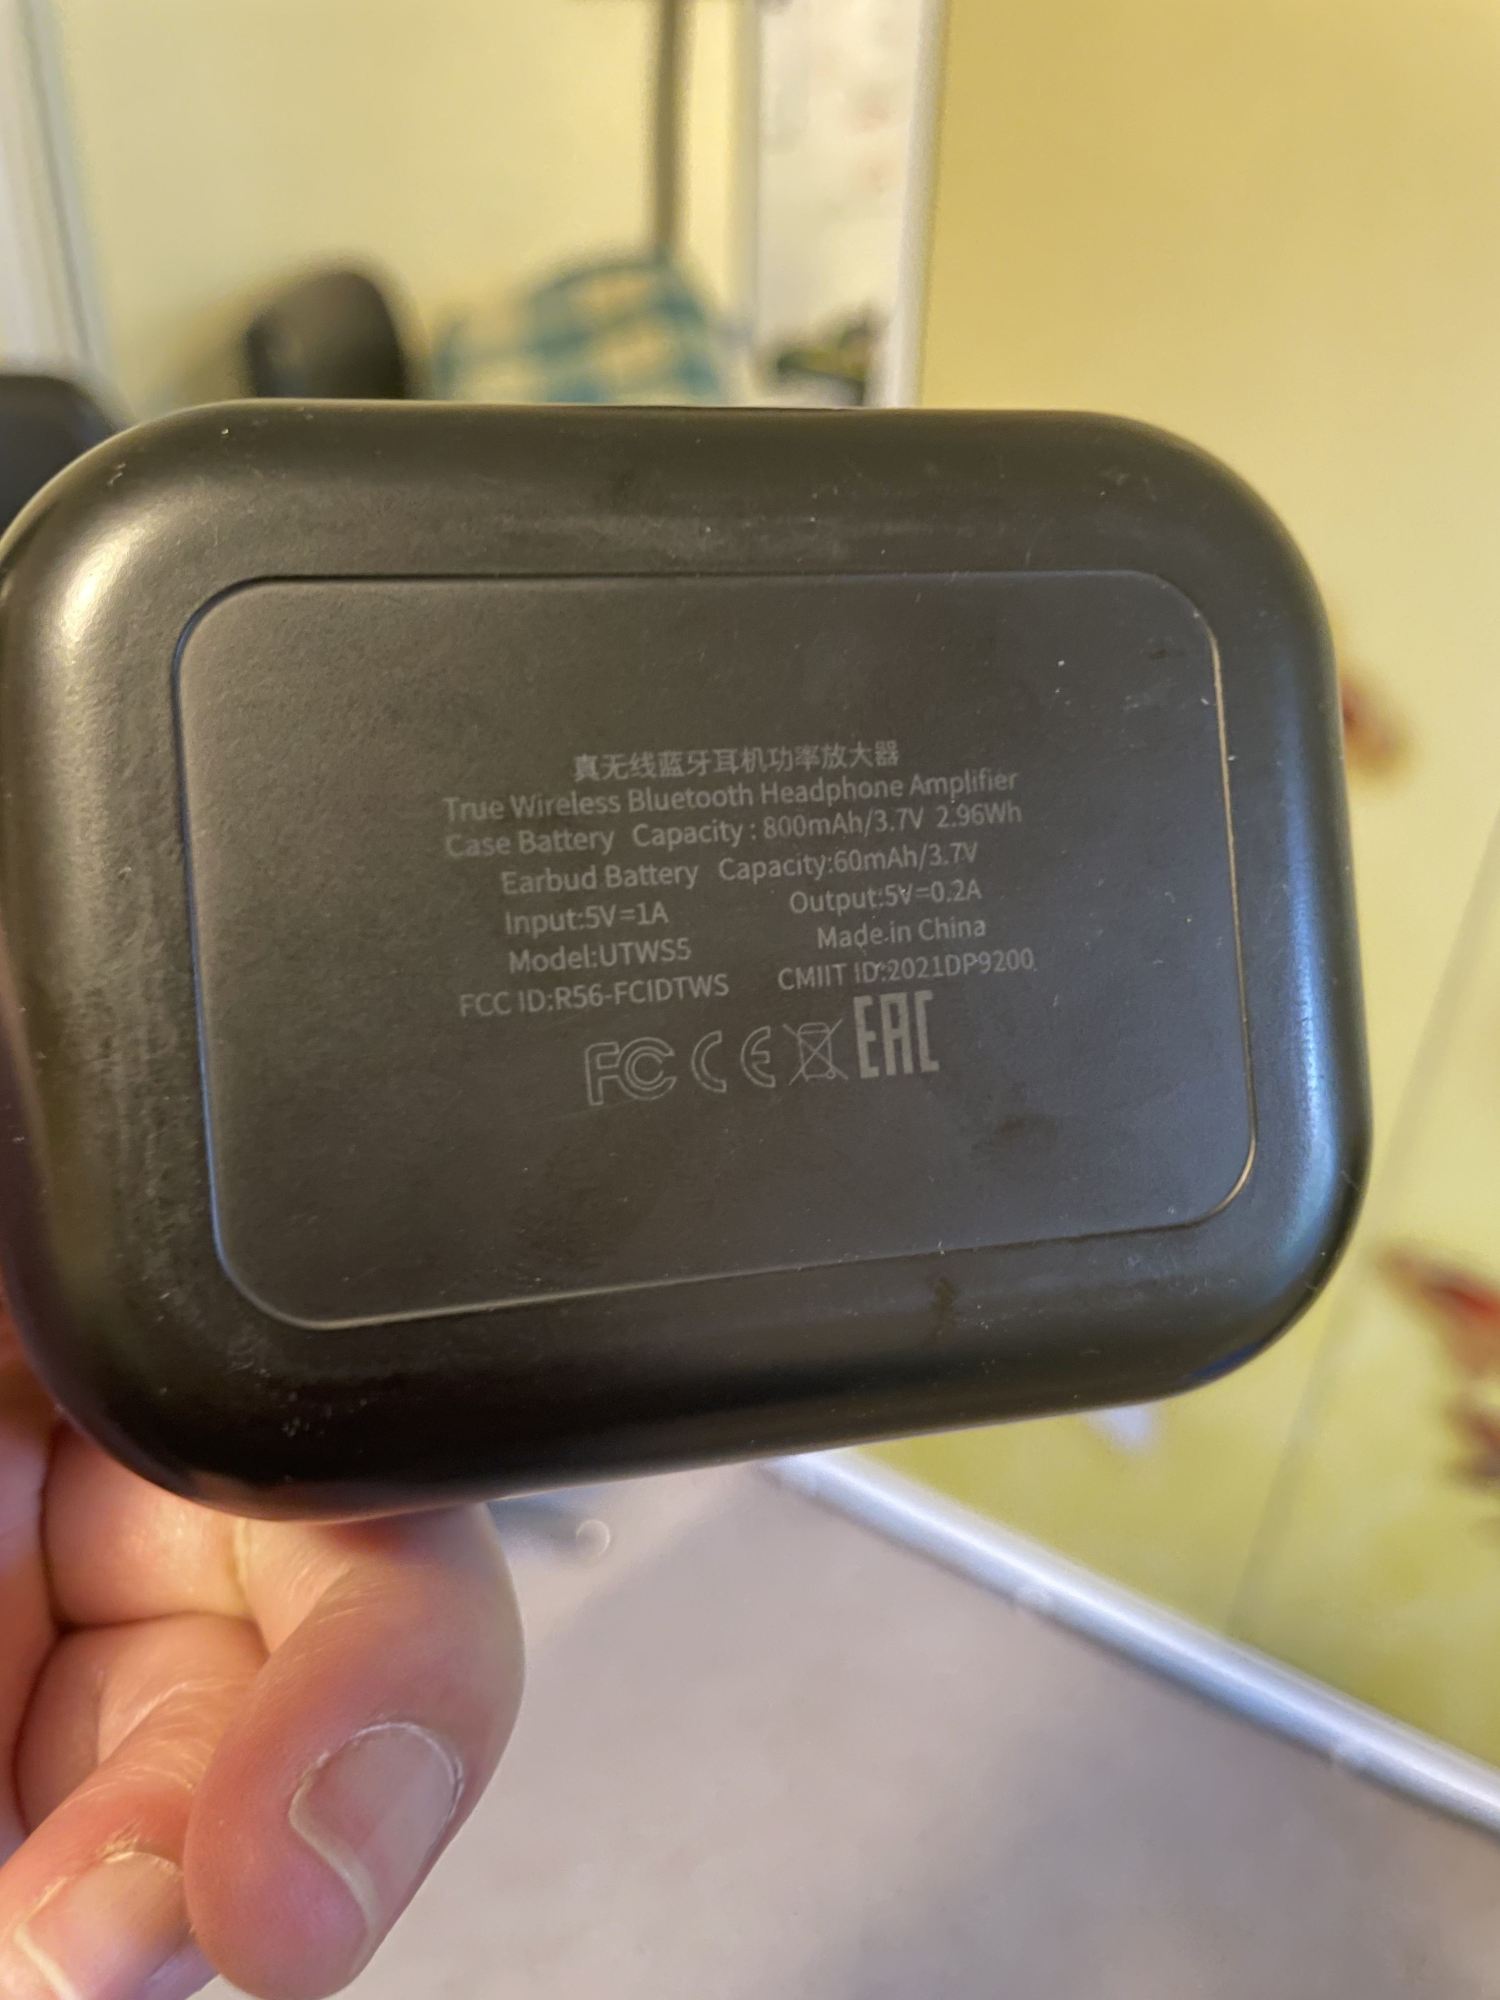 真无线蓝牙耳机功率放大器
True Wireless Bluetooth Headphone Amplifier
Case Battery Capacity : 800mAh/3.7V 2.96Wh
Earbud Battery Capacity:60mAh/3.7V
Input:5V=1A Output:5V=0.2A
Model:UTWS5 Made in China
FCC ID:R56-FCIDTWS CMIIT ID:2021DP9200
FC CE EAC